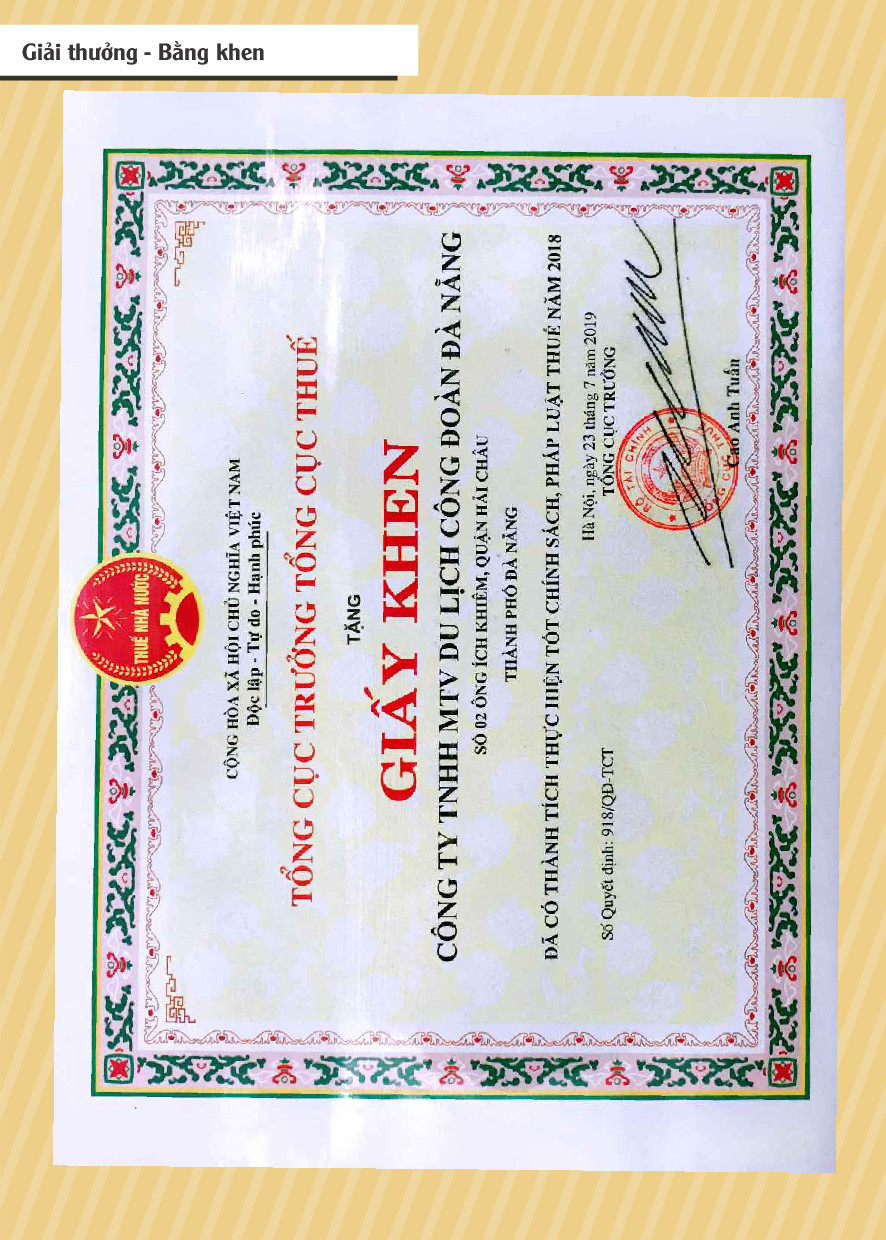 Giải thưởng - Bằng khen
THUẾ NHÀ NƯỚC
CỘNG HÒA XÃ HỘI CHỦ NGHĨA VIỆT NAM
Độc lập - Tự do - Hạnh phúc
TỔNG CỤC TRƯỞNG TỔNG CỤC THUẾ
TẶNG
GIẤY KHEN
CÔNG TY TNHH MTV DU LỊCH CÔNG ĐOÀN ĐÀ NẴNG
SỐ 02 ÔNG ÍCH KHIÊM, QUẬN HẢI CHÂU
THÀNH PHỐ ĐÀ NẴNG
ĐÃ CÓ THÀNH TÍCH THỰC HIỆN TỐT CHÍNH SÁCH, PHÁP LUẬT THUẾ NĂM 2018
Số Quyết định: 918/QĐ-TCT
Hà Nội, ngày 23 tháng 7 năm 2019
TỔNG CỤC TRƯỞNG
BỘ TÀI CHÍNH
Cao Anh Tuấn